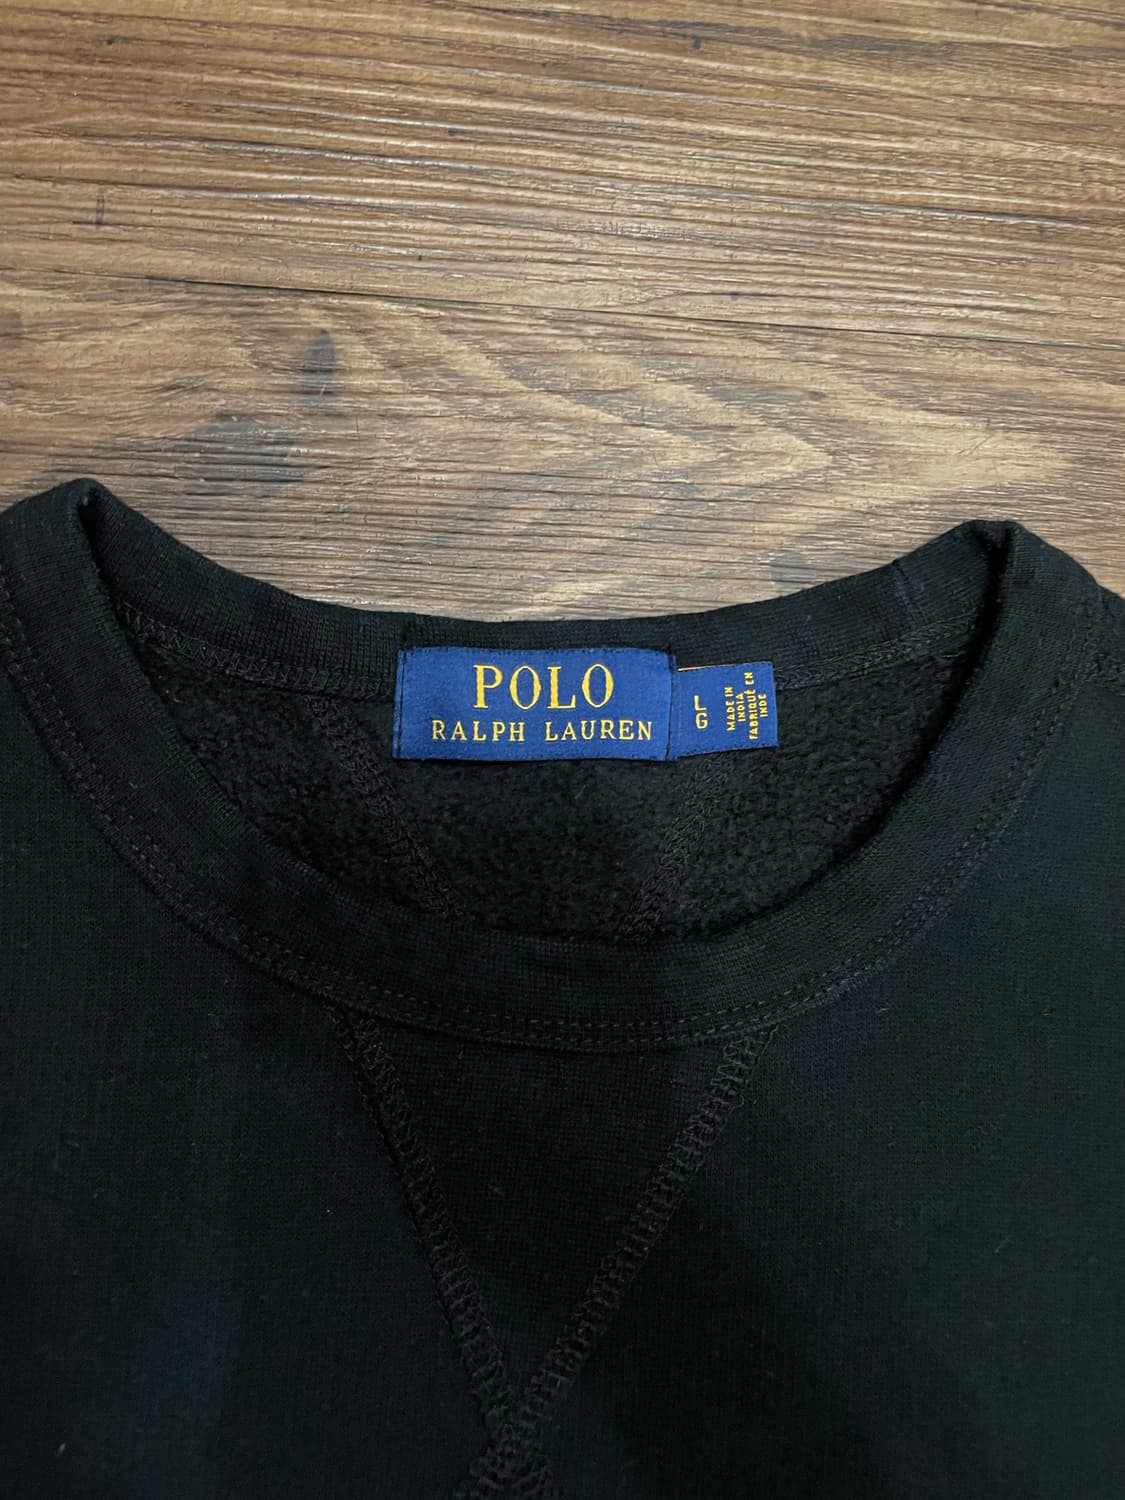 POLO
RALPH LAUREN
L
G
MADE IN
INDIA
FABRIQUÉ EN
INDE